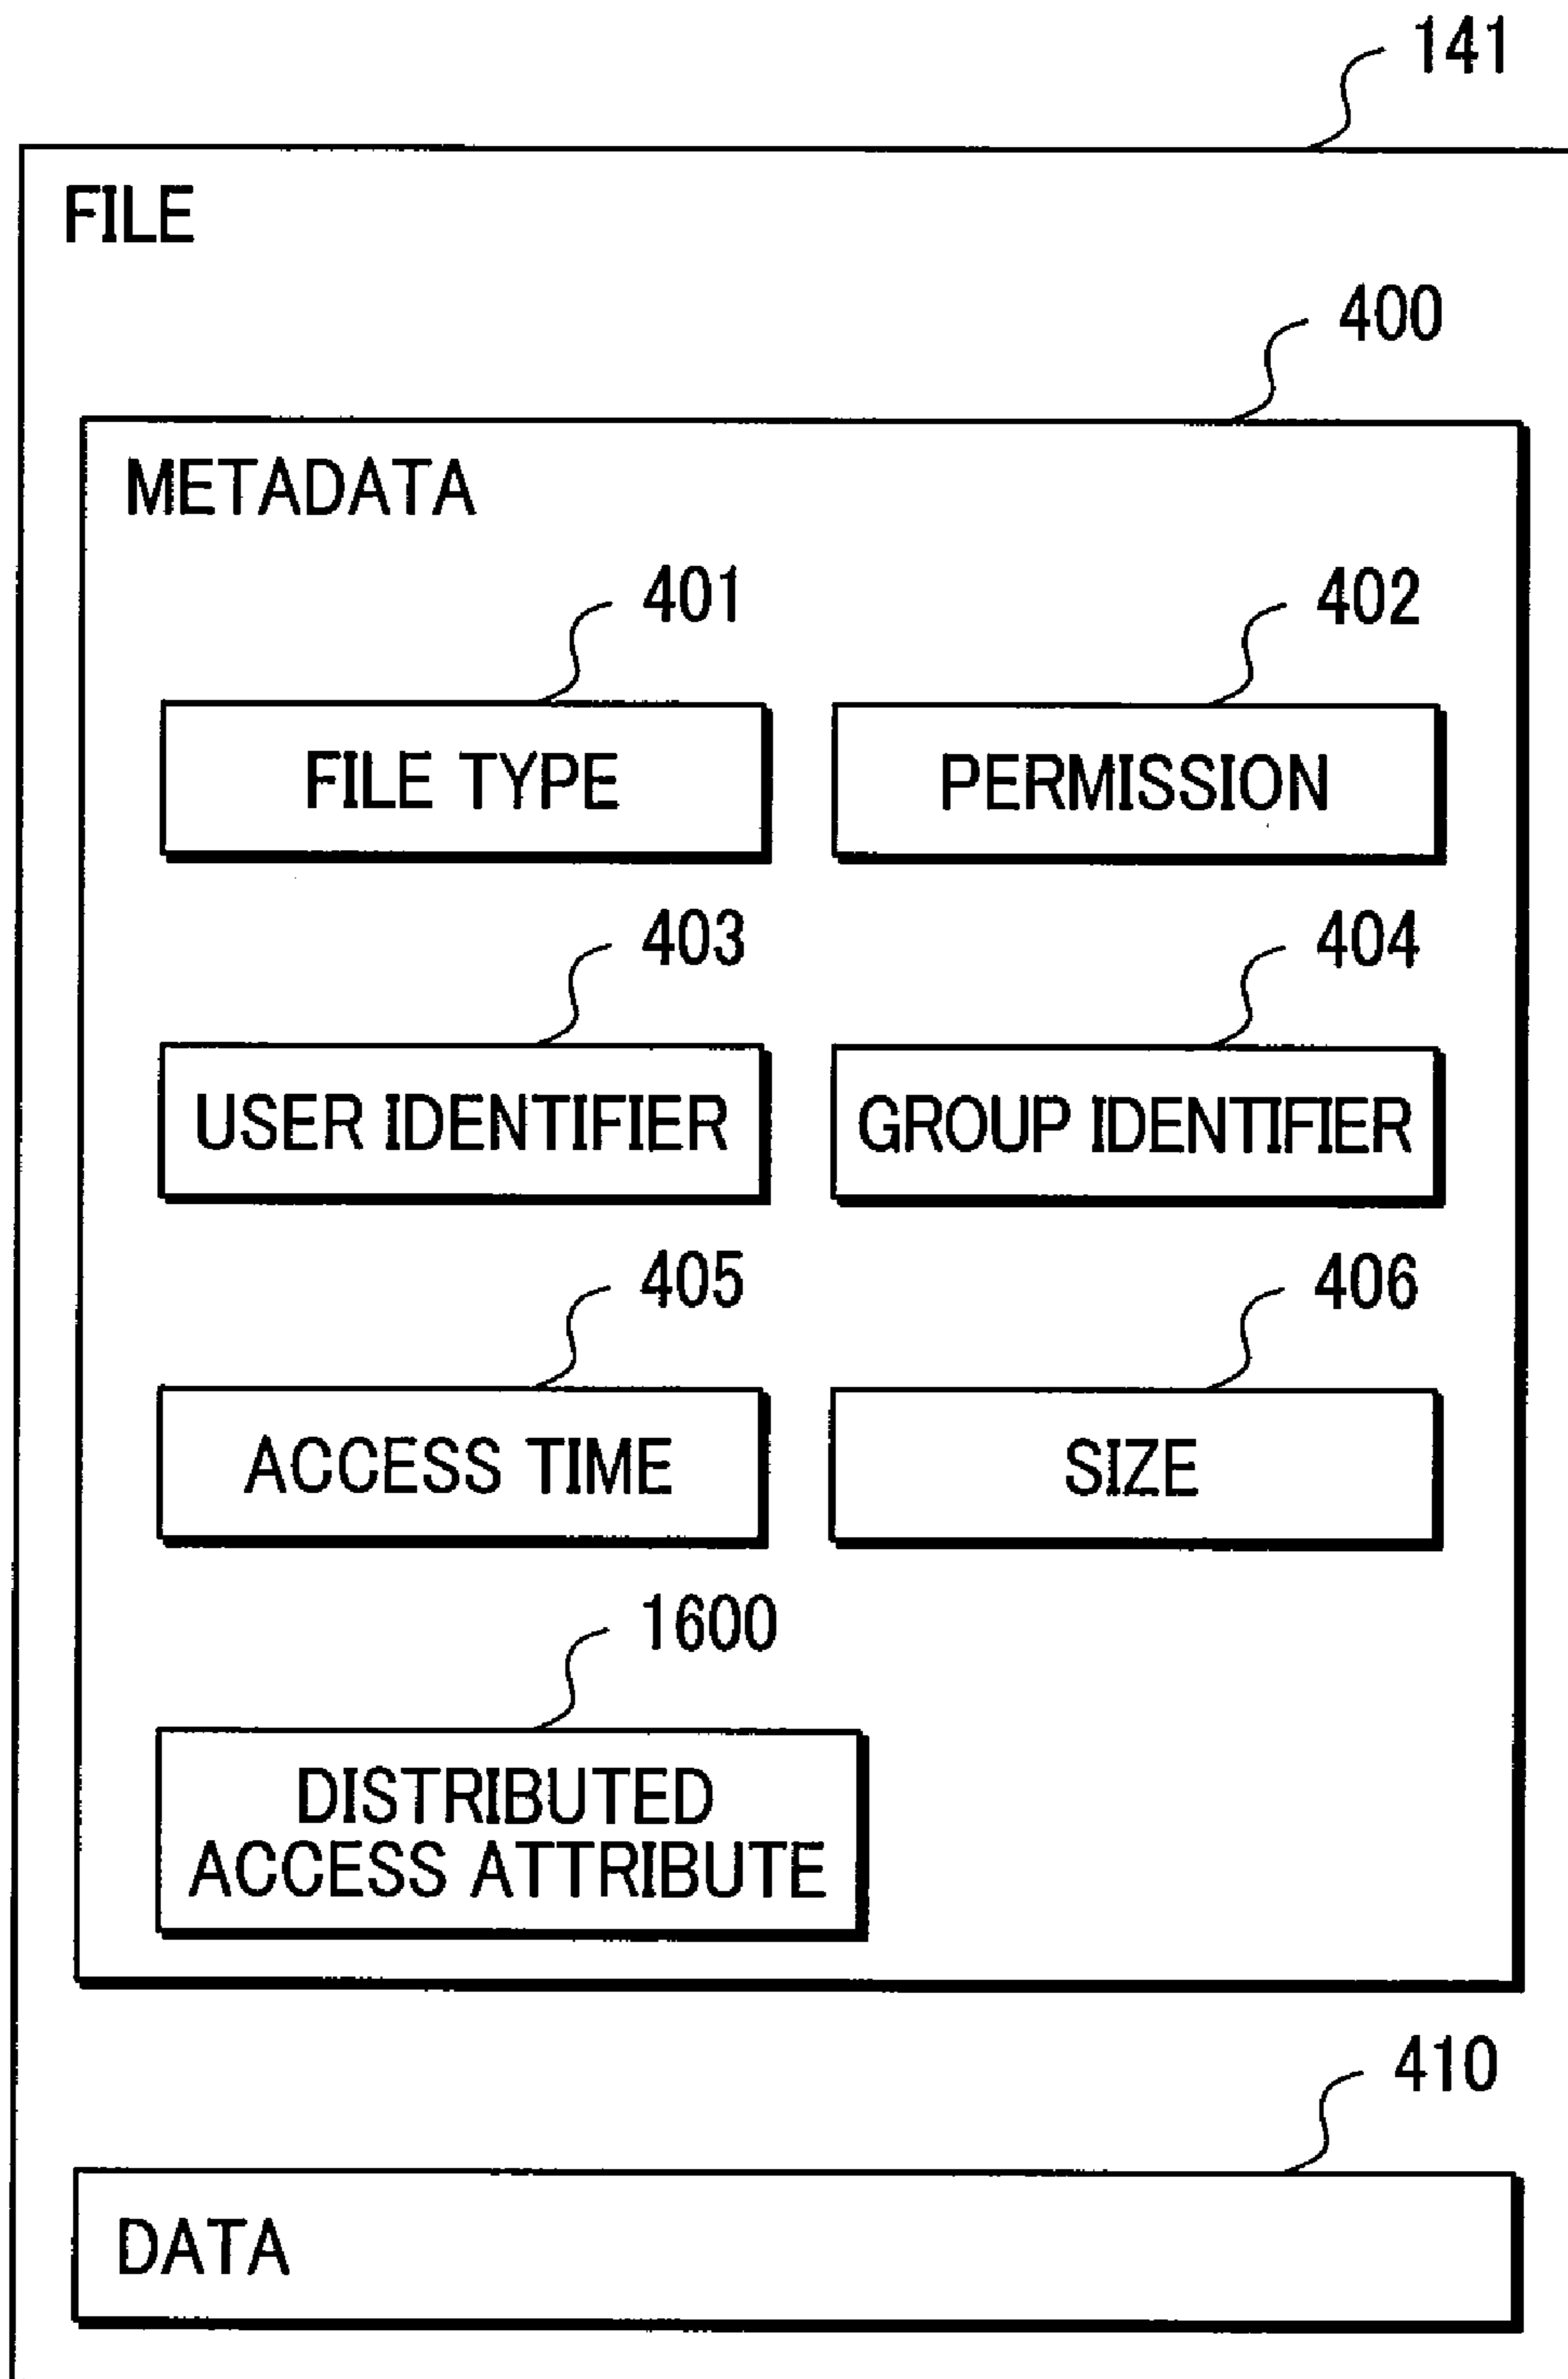 141
FILE
400
METADATA
401
402
FILE TYPE
PERMISSION
403
404
USER IDENTIFIER
GROUP IDENTIFIER
405
406
ACCESS TIME
SIZE
1600
DISTRIBUTED
ACCESS ATTRIBUTE
410
DATA